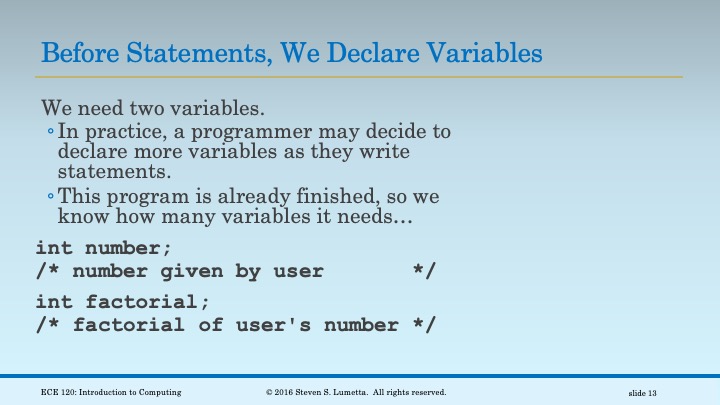 Before Statements, We Declare Variables
We need two variables.
◦In practice, a programmer may decide to
declare more variables as they write
statements.
◦This program is already finished, so we
know how many variables it needs…
int number;
/* number given by user       */
int factorial;
/* factorial of user's number */
ECE 120: Introduction to Computing © 2016 Steven S. Lumetta.  All rights reserved. slide 13